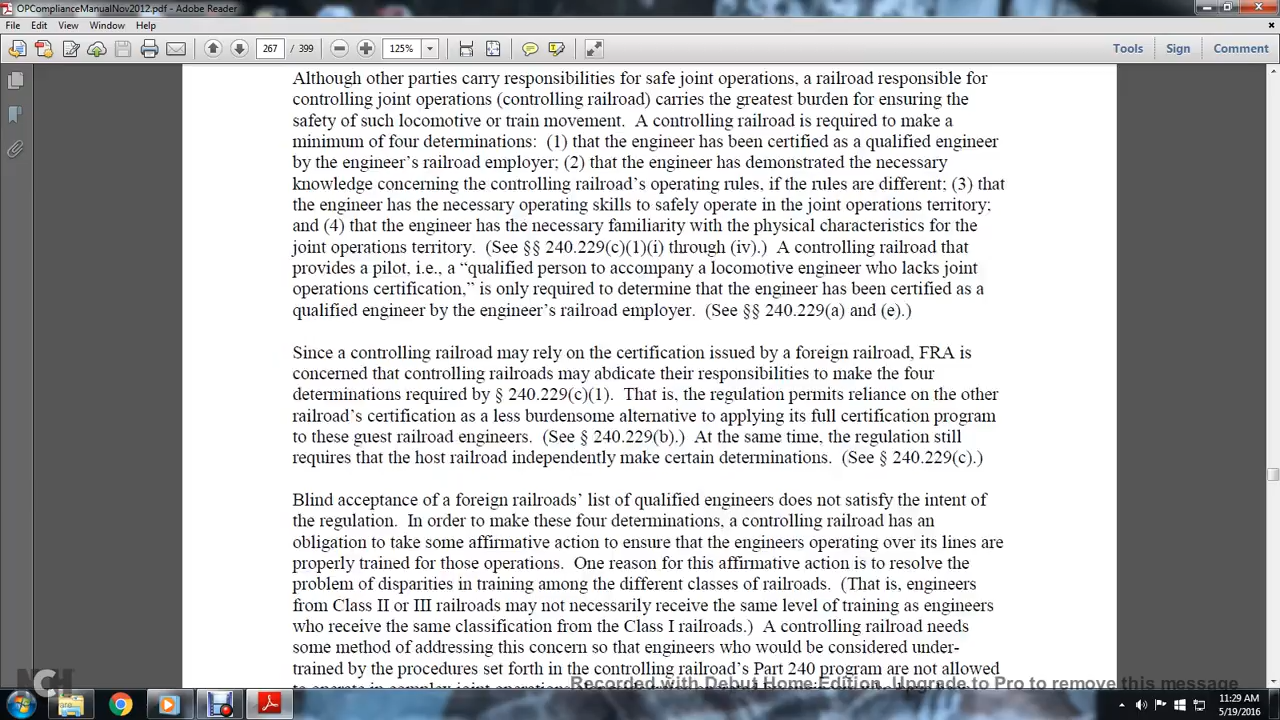 OPComplianceManualNov2012.pdf - Adobe Reader
File Edit View Window Help
267 / 399 125% Tools Sign Comment
Although other parties carry responsibilities for safe joint operations, a railroad responsible for
controlling joint operations (controlling railroad) carries the greatest burden for ensuring the
safety of such locomotive or train movement. A controlling railroad is required to make a
minimum of four determinations: (1) that the engineer has been certified as a qualified engineer
by the engineer's railroad employer; (2) that the engineer has demonstrated the necessary
knowledge concerning the controlling railroad's operating rules, if the rules are different; (3) that
the engineer has the necessary operating skills to safely operate in the joint operations territory;
and (4) that the engineer has the necessary familiarity with the physical characteristics for the
joint operations territory. (See §§ 240.229(c)(1)(i) through (iv).) A controlling railroad that
provides a pilot, i.e., a “qualified person to accompany a locomotive engineer who lacks joint
operations certification,” is only required to determine that the engineer has been certified as a
qualified engineer by the engineer's railroad employer. (See §§ 240.229(a) and (e).)
Since a controlling railroad may rely on the certification issued by a foreign railroad, FRA is
concerned that controlling railroads may abdicate their responsibilities to make the four
determinations required by § 240.229(c)(1). That is, the regulation permits reliance on the other
railroad's certification as a less burdensome alternative to applying its full certification program
to these guest railroad engineers. (See § 240.229(b).) At the same time, the regulation still
requires that the host railroad independently make certain determinations. (See § 240.229(c).)
Blind acceptance of a foreign railroads' list of qualified engineers does not satisfy the intent of
the regulation. In order to make these four determinations, a controlling railroad has an
obligation to take some affirmative action to ensure that the engineers operating over its lines are
properly trained for those operations. One reason for this affirmative action is to resolve the
problem of disparities in training among the different classes of railroads. (That is, engineers
from Class II or III railroads may not necessarily receive the same level of training as engineers
who receive the same classification from the Class I railroads.) A controlling railroad needs
some method of addressing this concern so that engineers who would be considered under-
trained by the procedures set forth in the controlling railroad's Part 240 program are not allowed
Recorded with Debut Home Edition. Upgrade to Pro to remove this message
NCH
11:29 AM
5/19/2016